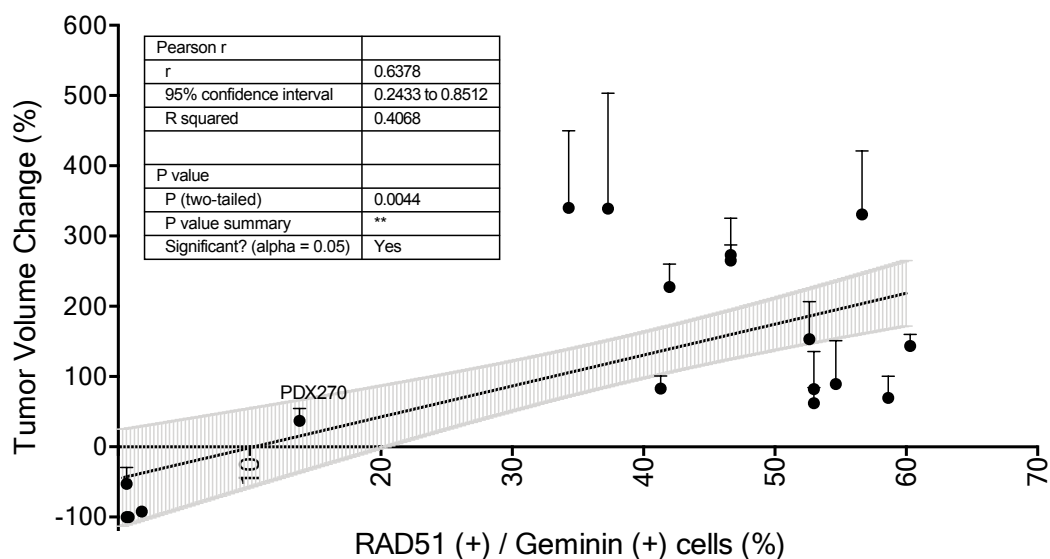 600
500
400
300
200
100
0
-100
Tumor Volume Change (%)
Pearson r
r 0.6378
95% confidence interval 0.2433 to 0.8512
R squared 0.4068
P value
P (two-tailed) 0.0044
P value summary **
Significant? (alpha = 0.05) Yes
PDX270
10 20 30 40 50 60 70
RAD51 (+) / Geminin (+) cells (%)